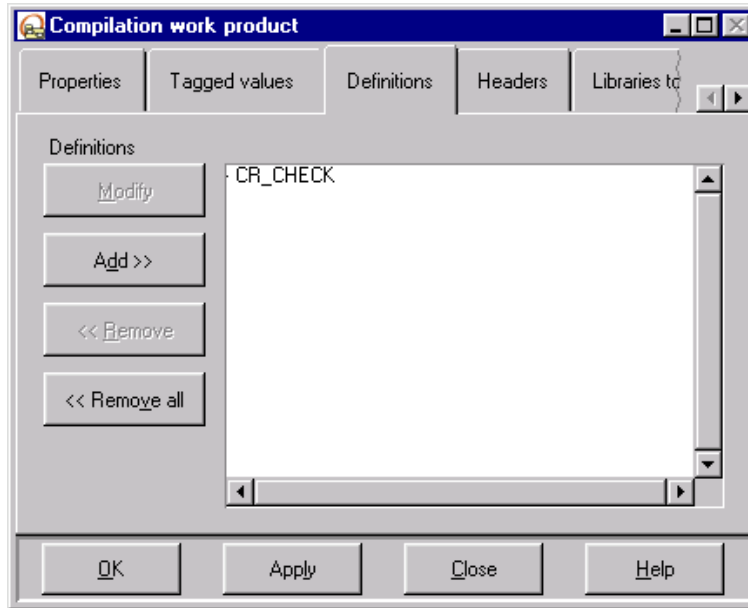 Compilation work product
Properties
Tagged values
Definitions
Headers
Libraries to
Definitions
Modify
CR_CHECK
Add >>
<< Remove
<< Remove all
OK
Apply
Close
Help